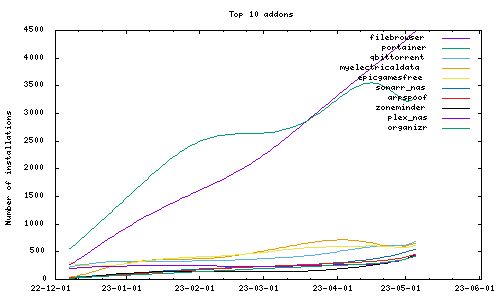 Top 10 addons
4500
4000
3500
3000
2500
2000
1500
1000
500
0
Number of installations
filebrowser
portainer
qbittorrent
myelectricaldata
epicgamesfree
sonarr_nas
arpspoof
zoneminder
plex_nas
organizr
22-12-01 23-01-01 23-02-01 23-03-01 23-04-01 23-05-01 23-06-01